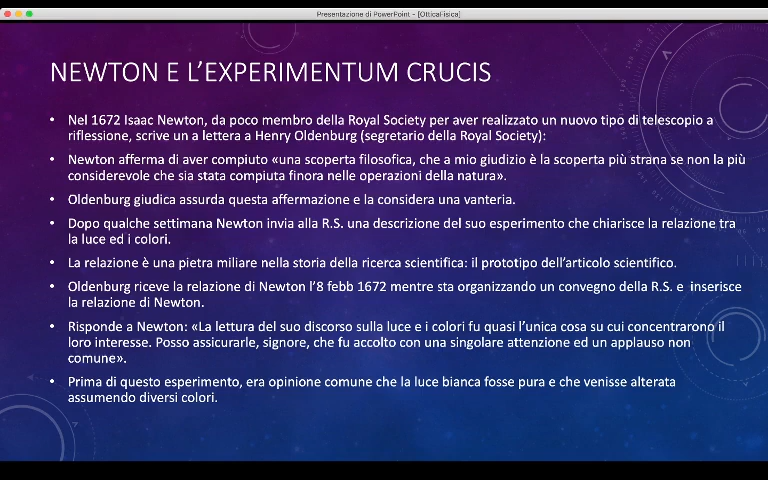 Presentazione di PowerPoint - [OtticaFisica]
NEWTON E L'EXPERIMENTUM CRUCIS
• Nel 1672 Isaac Newton, da poco membro della Royal Society per aver realizzato un nuovo tipo di telescopio a
riflessione, scrive un a lettera a Henry Oldenburg (segretario della Royal Society):
• Newton afferma di aver compiuto «una scoperta filosofica, che a mio giudizio è la scoperta più strana se non la più
considerevole che sia stata compiuta finora nelle operazioni della natura».
• Oldenburg giudica assurda questa affermazione e la considera una vanteria.
• Dopo qualche settimana Newton invia alla R.S. una descrizione del suo esperimento che chiarisce la relazione tra
la luce ed i colori.
• La relazione è una pietra miliare nella storia della ricerca scientifica: il prototipo dell'articolo scientifico.
• Oldenburg riceve la relazione di Newton l'8 febb 1672 mentre sta organizzando un convegno della R.S. e inserisce
la relazione di Newton.
• Risponde a Newton: «La lettura del suo discorso sulla luce e i colori fu quasi l'unica cosa su cui concentrarono il
loro interesse. Posso assicurarle, signore, che fu accolto con una singolare attenzione ed un applauso non
comune».
• Prima di questo esperimento, era opinione comune che la luce bianca fosse pura e che venisse alterata
assumendo diversi colori.